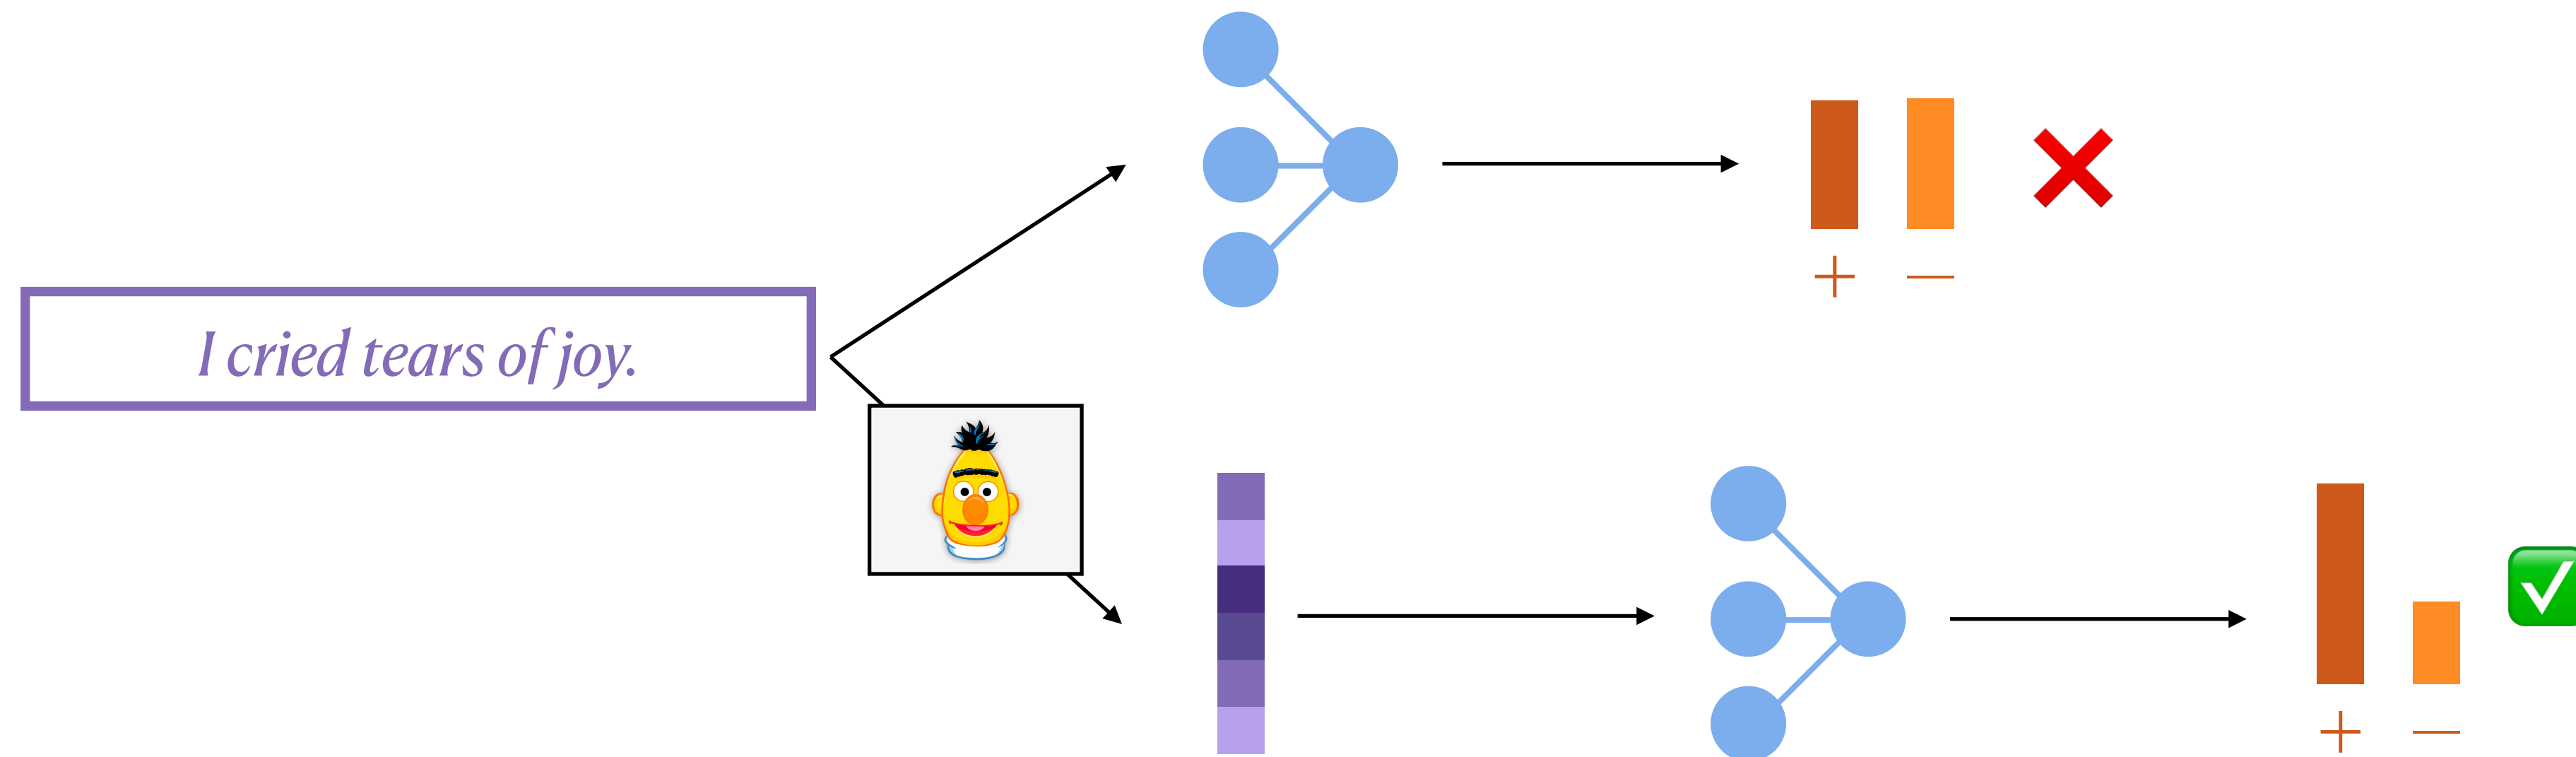 I cried tears of joy.
+ —
+ —